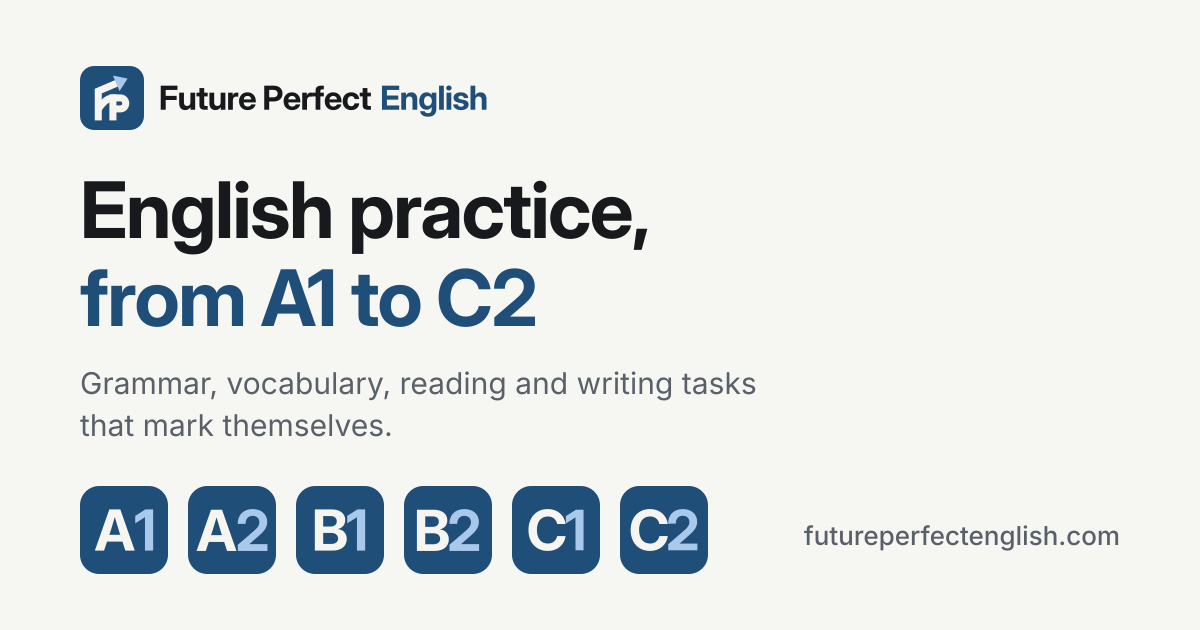 FP
Future Perfect English
English practice,
from A1 to C2
Grammar, vocabulary, reading and writing tasks
that mark themselves.
A1 A2 B1 B2 C1 C2
futureperfectenglish.com